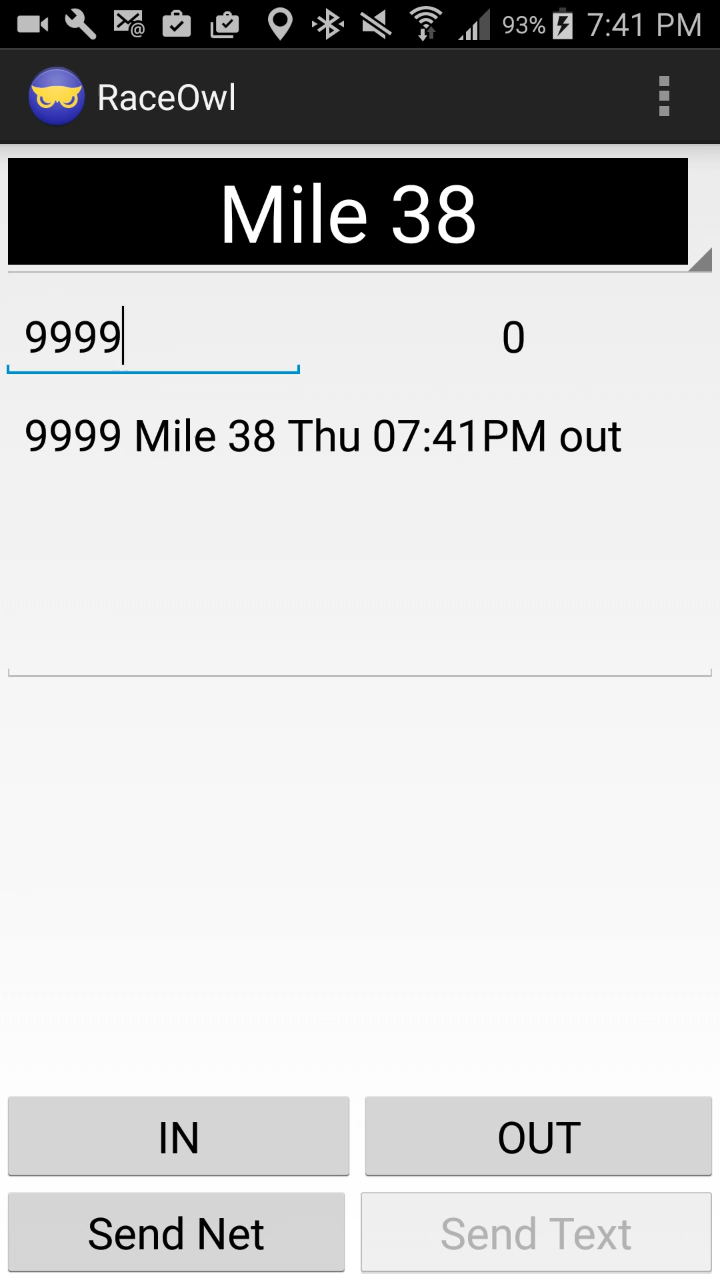 93% 7:41 PM
RaceOwl
Mile 38
9999 0
9999 Mile 38 Thu 07:41PM out
IN OUT
Send Net Send Text